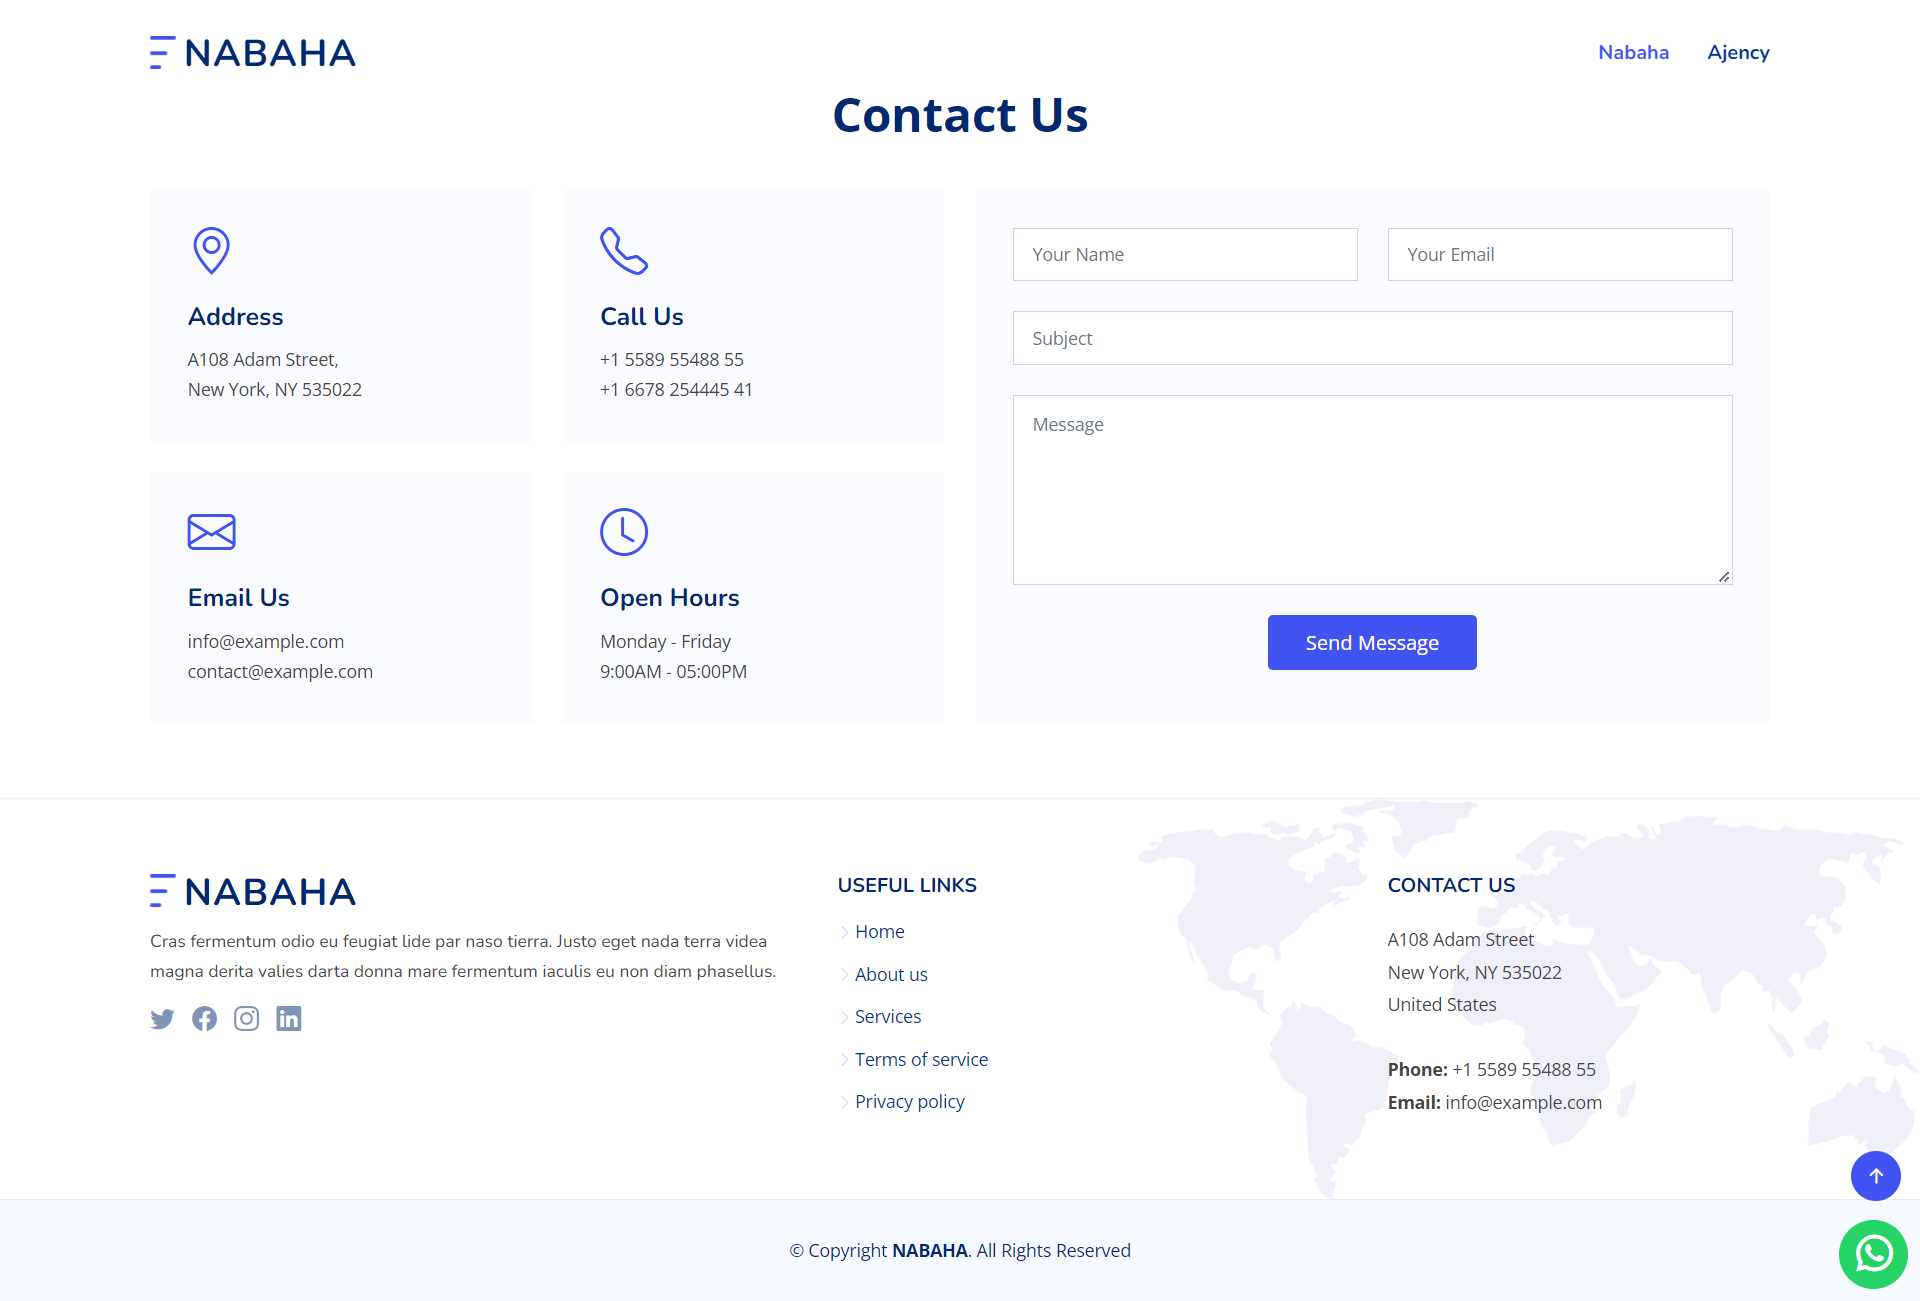 NABAHA
Nabaha
Ajency
Contact Us
Address
A108 Adam Street,
New York, NY 535022
Call Us
+1 5589 55488 55
+1 6678 254445 41
Email Us
info@example.com
contact@example.com
Open Hours
Monday - Friday
9:00AM - 05:00PM
Your Name
Your Email
Subject
Message
Send Message
NABAHA
Cras fermentum odio eu feugiat lide par naso tierra. Justo eget nada terra videa
magna derita valies darta donna mare fermentum iaculis eu non diam phasellus.
USEFUL LINKS
Home
About us
Services
Terms of service
Privacy policy
CONTACT US
A108 Adam Street
New York, NY 535022
United States
Phone: +1 5589 55488 55
Email: info@example.com
© Copyright NABAHA. All Rights Reserved